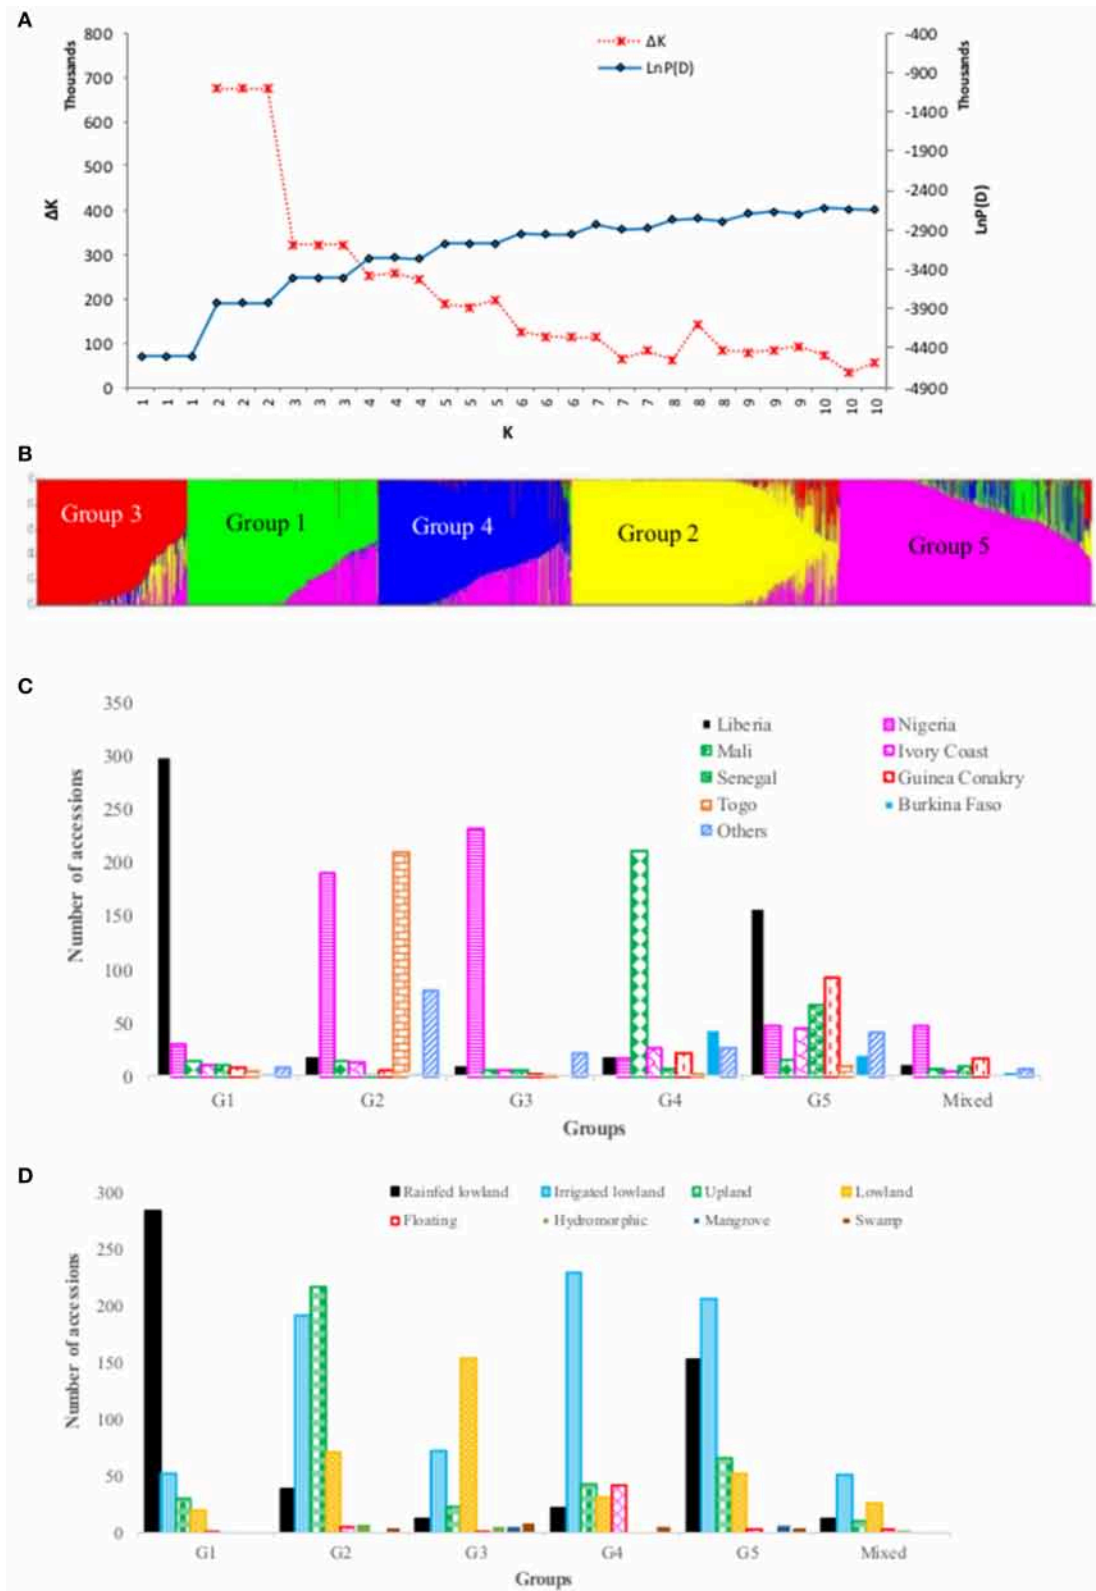 A
800
700
600
500
400
300
200
100
0
Thousands
ΔK
ΔK
LnP(D)
-400
-900
-1400
-1900
-2400
-2900
-3400
-3900
-4400
-4900
Thousands
LnP(D)
1 1 1 2 2 2 3 3 3 4 4 4 5 5 5 6 6 6 7 7 7 8 8 8 9 9 9 10 10 10
K
B
Group 3
Group 1
Group 4
Group 2
Group 5
C
350
300
250
200
150
100
50
0
Number of accessions
Liberia Nigeria
Mali Ivory Coast
Senegal Guinea Conakry
Togo Burkina Faso
Others
G1 G2 G3 G4 G5 Mixed
Groups
D
300
250
200
150
100
50
0
Number of accessions
Rainfed lowland Irrigated lowland Upland Lowland
Floating Hydromorphic Mangrove Swamp
G1 G2 G3 G4 G5 Mixed
Groups